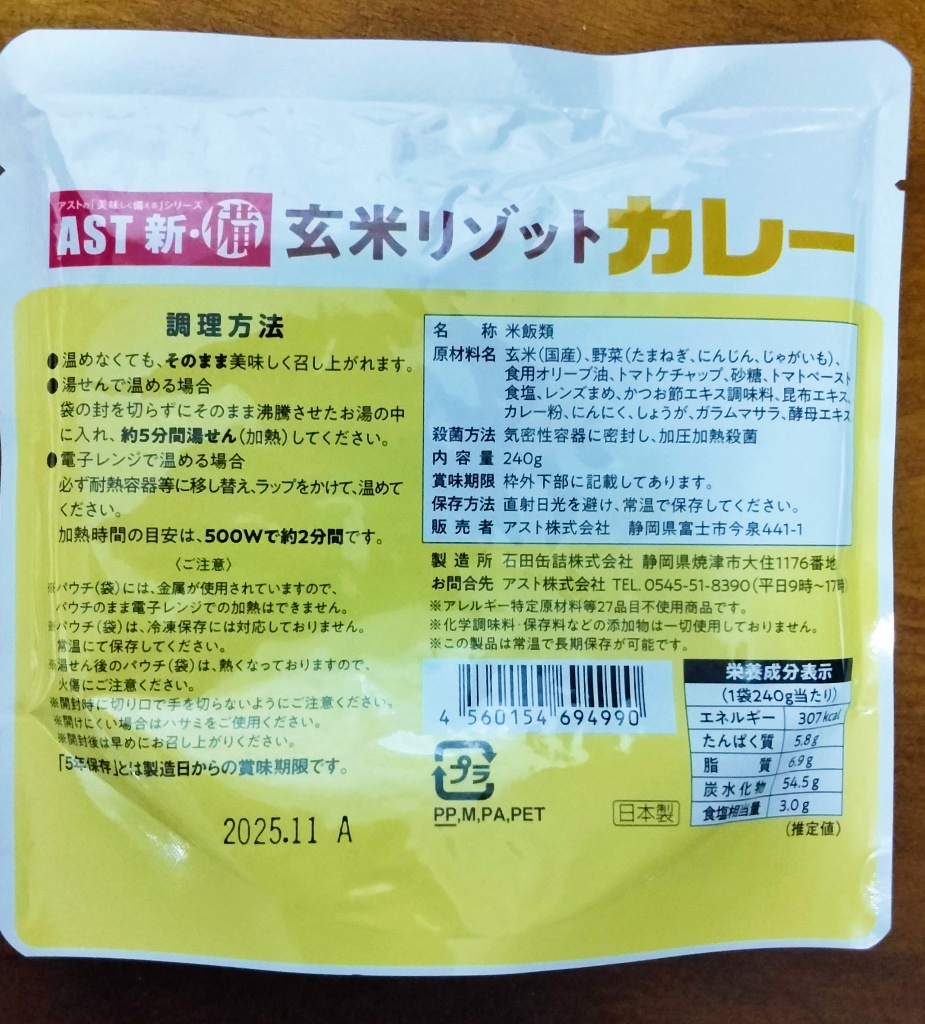 アストの「美味しく備える」シリーズ
AST 新・備 玄米リゾットカレー
調理方法
●温めなくても、そのまま美味しく召し上がれます。
●湯せんで温める場合
袋の封を切らずにそのまま沸騰させたお湯の中
に入れ、約5分間湯せん(加熱)してください。
●電子レンジで温める場合
必ず耐熱容器等に移し替え、ラップをかけて、温めて
ください。
加熱時間の目安は、500Wで約2分間です。
〈ご注意〉
※パウチ(袋)には、金属が使用されていますので、
パウチのまま電子レンジでの加熱はできません。
※パウチ(袋)は、冷凍保存には対応しておりません。
常温にて保存してください。
※湯せん後のパウチ(袋)は、熱くなっておりますので、
火傷にご注意ください。
※開封時に切り口で手を切らないようにご注意ください。
※開けにくい場合はハサミをご使用ください。
※開封後は早めにお召し上がりください。
「5年保存」とは製造日からの賞味期限です。
2025.11 A
名称 米飯類
原材料名 玄米(国産)、野菜(たまねぎ、にんじん、じゃがいも)、
食用オリーブ油、トマトケチャップ、砂糖、トマトペースト
食塩、レンズまめ、かつお節エキス調味料、昆布エキス
カレー粉、にんにく、しょうが、ガラムマサラ、酵母エキス
殺菌方法 気密性容器に密封し、加圧加熱殺菌
内容量 240g
賞味期限 枠外下部に記載してあります。
保存方法 直射日光を避け、常温で保存してください。
販売者 アスト株式会社 静岡県富士市今泉441-1
製造所 石田缶詰株式会社 静岡県焼津市大住1176番地
お問合先 アスト株式会社 TEL.0545-51-8390(平日9時〜17時
※アレルギー特定原材料等27品目不使用商品です。
※化学調味料・保存料などの添加物は一切使用しておりません。
※この製品は常温で長期保存が可能です。
4 560154 694990
プラ
PP,M,PA,PET
日本製
栄養成分表示
(1袋240g当たり)
エネルギー 307kcal
たんぱく質 5.8g
脂質 6.9g
炭水化物 54.5g
食塩相当量 3.0g
(推定値)